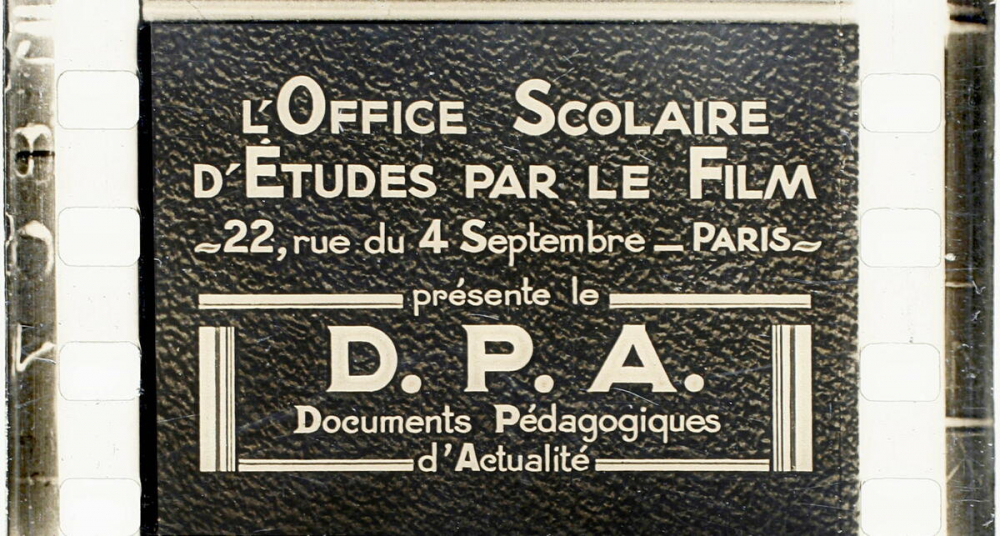 L'OFFICE SCOLAIRE
D'ÉTUDES PAR LE FILM
~22, rue du 4 Septembre — PARIS~
présente le
D. P. A.
Documents Pédagogiques
d'Actualité